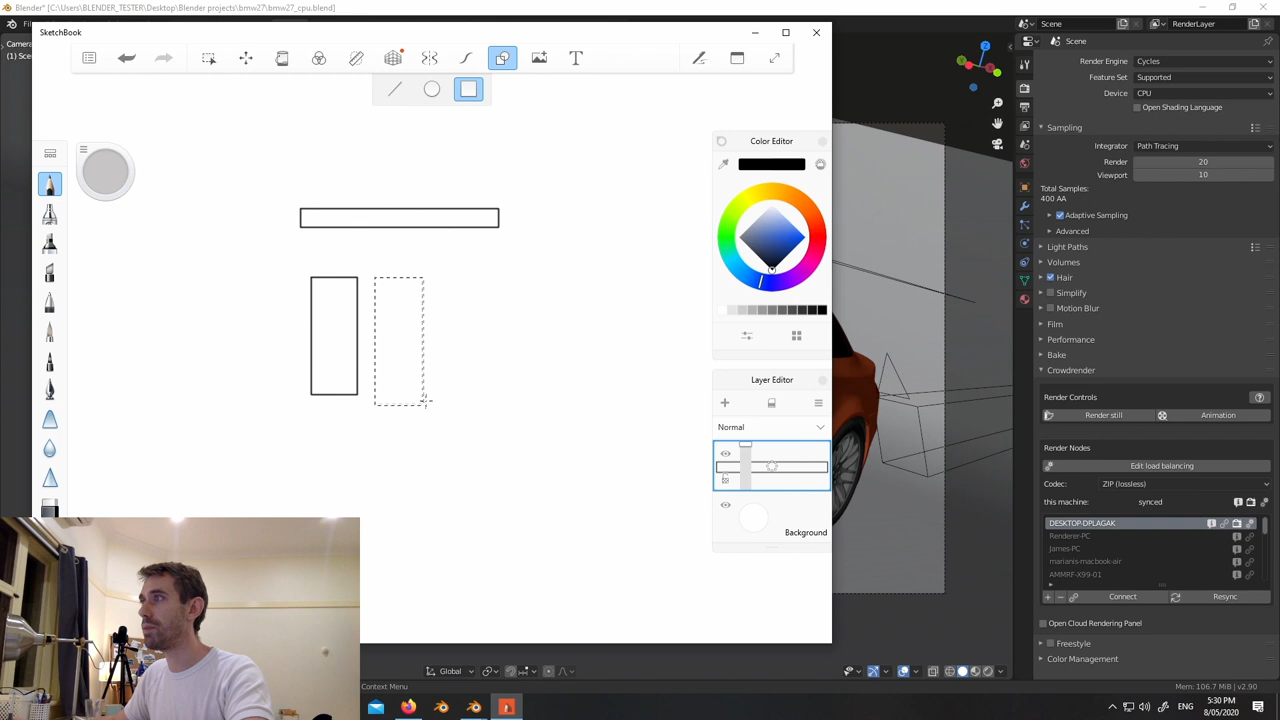 Blender* [C:\Users\BLENDER_TESTER\Desktop\Blender projects\bmw27\bmw27_cpu.blend]
SketchBook
Scene
RenderLayer
Camera
(1) Scene
Scene
Render Engine
Cycles
Feature Set
Supported
Device
CPU
Open Shading Language
Color Editor
Sampling
Integrator
Path Tracing
Render
20
Viewport
10
Total Samples:
400 AA
Adaptive Sampling
Advanced
Light Paths
Volumes
Hair
Simplify
Motion Blur
Film
Performance
Bake
Crowdrender
Layer Editor
Render Controls
Render still
Animation
Normal
Render Nodes
Edit load balancing
Codec:
ZIP (lossless)
this machine:
synced
DESKTOP-DPLAGAK
Renderer-PC
James-PC
marianis-macbook-air
AMMRF-X99-01
Background
Connect
Resync
Open Cloud Rendering Panel
Freestyle
Color Management
Global
Context Menu
Mem: 106.7 MiB | v2.90
ENG
5:30 PM
8/05/2020